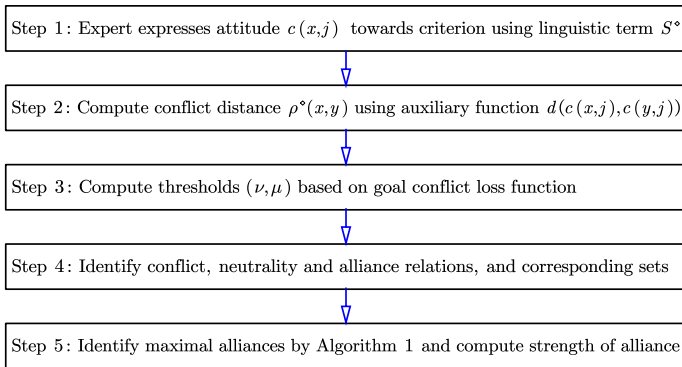 Step 1: Expert expresses attitude c(x,j) towards criterion using linguistic term S⋄
Step 2: Compute conflict distance ρ⋄(x,y) using auxiliary function d(c(x,j),c(y,j))
Step 3: Compute thresholds (ν,μ) based on goal conflict loss function
Step 4: Identify conflict, neutrality and alliance relations, and corresponding sets
Step 5: Identify maximal alliances by Algorithm 1 and compute strength of alliance